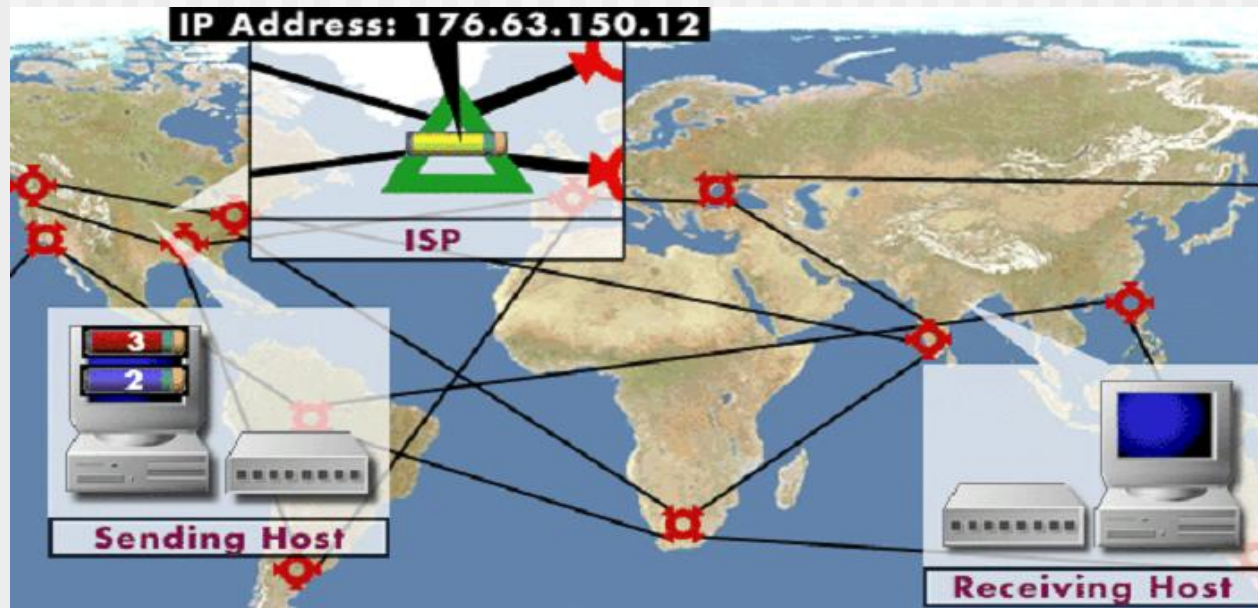 IP Address: 176.63.150.12
ISP
3
2
Sending Host
Receiving Host